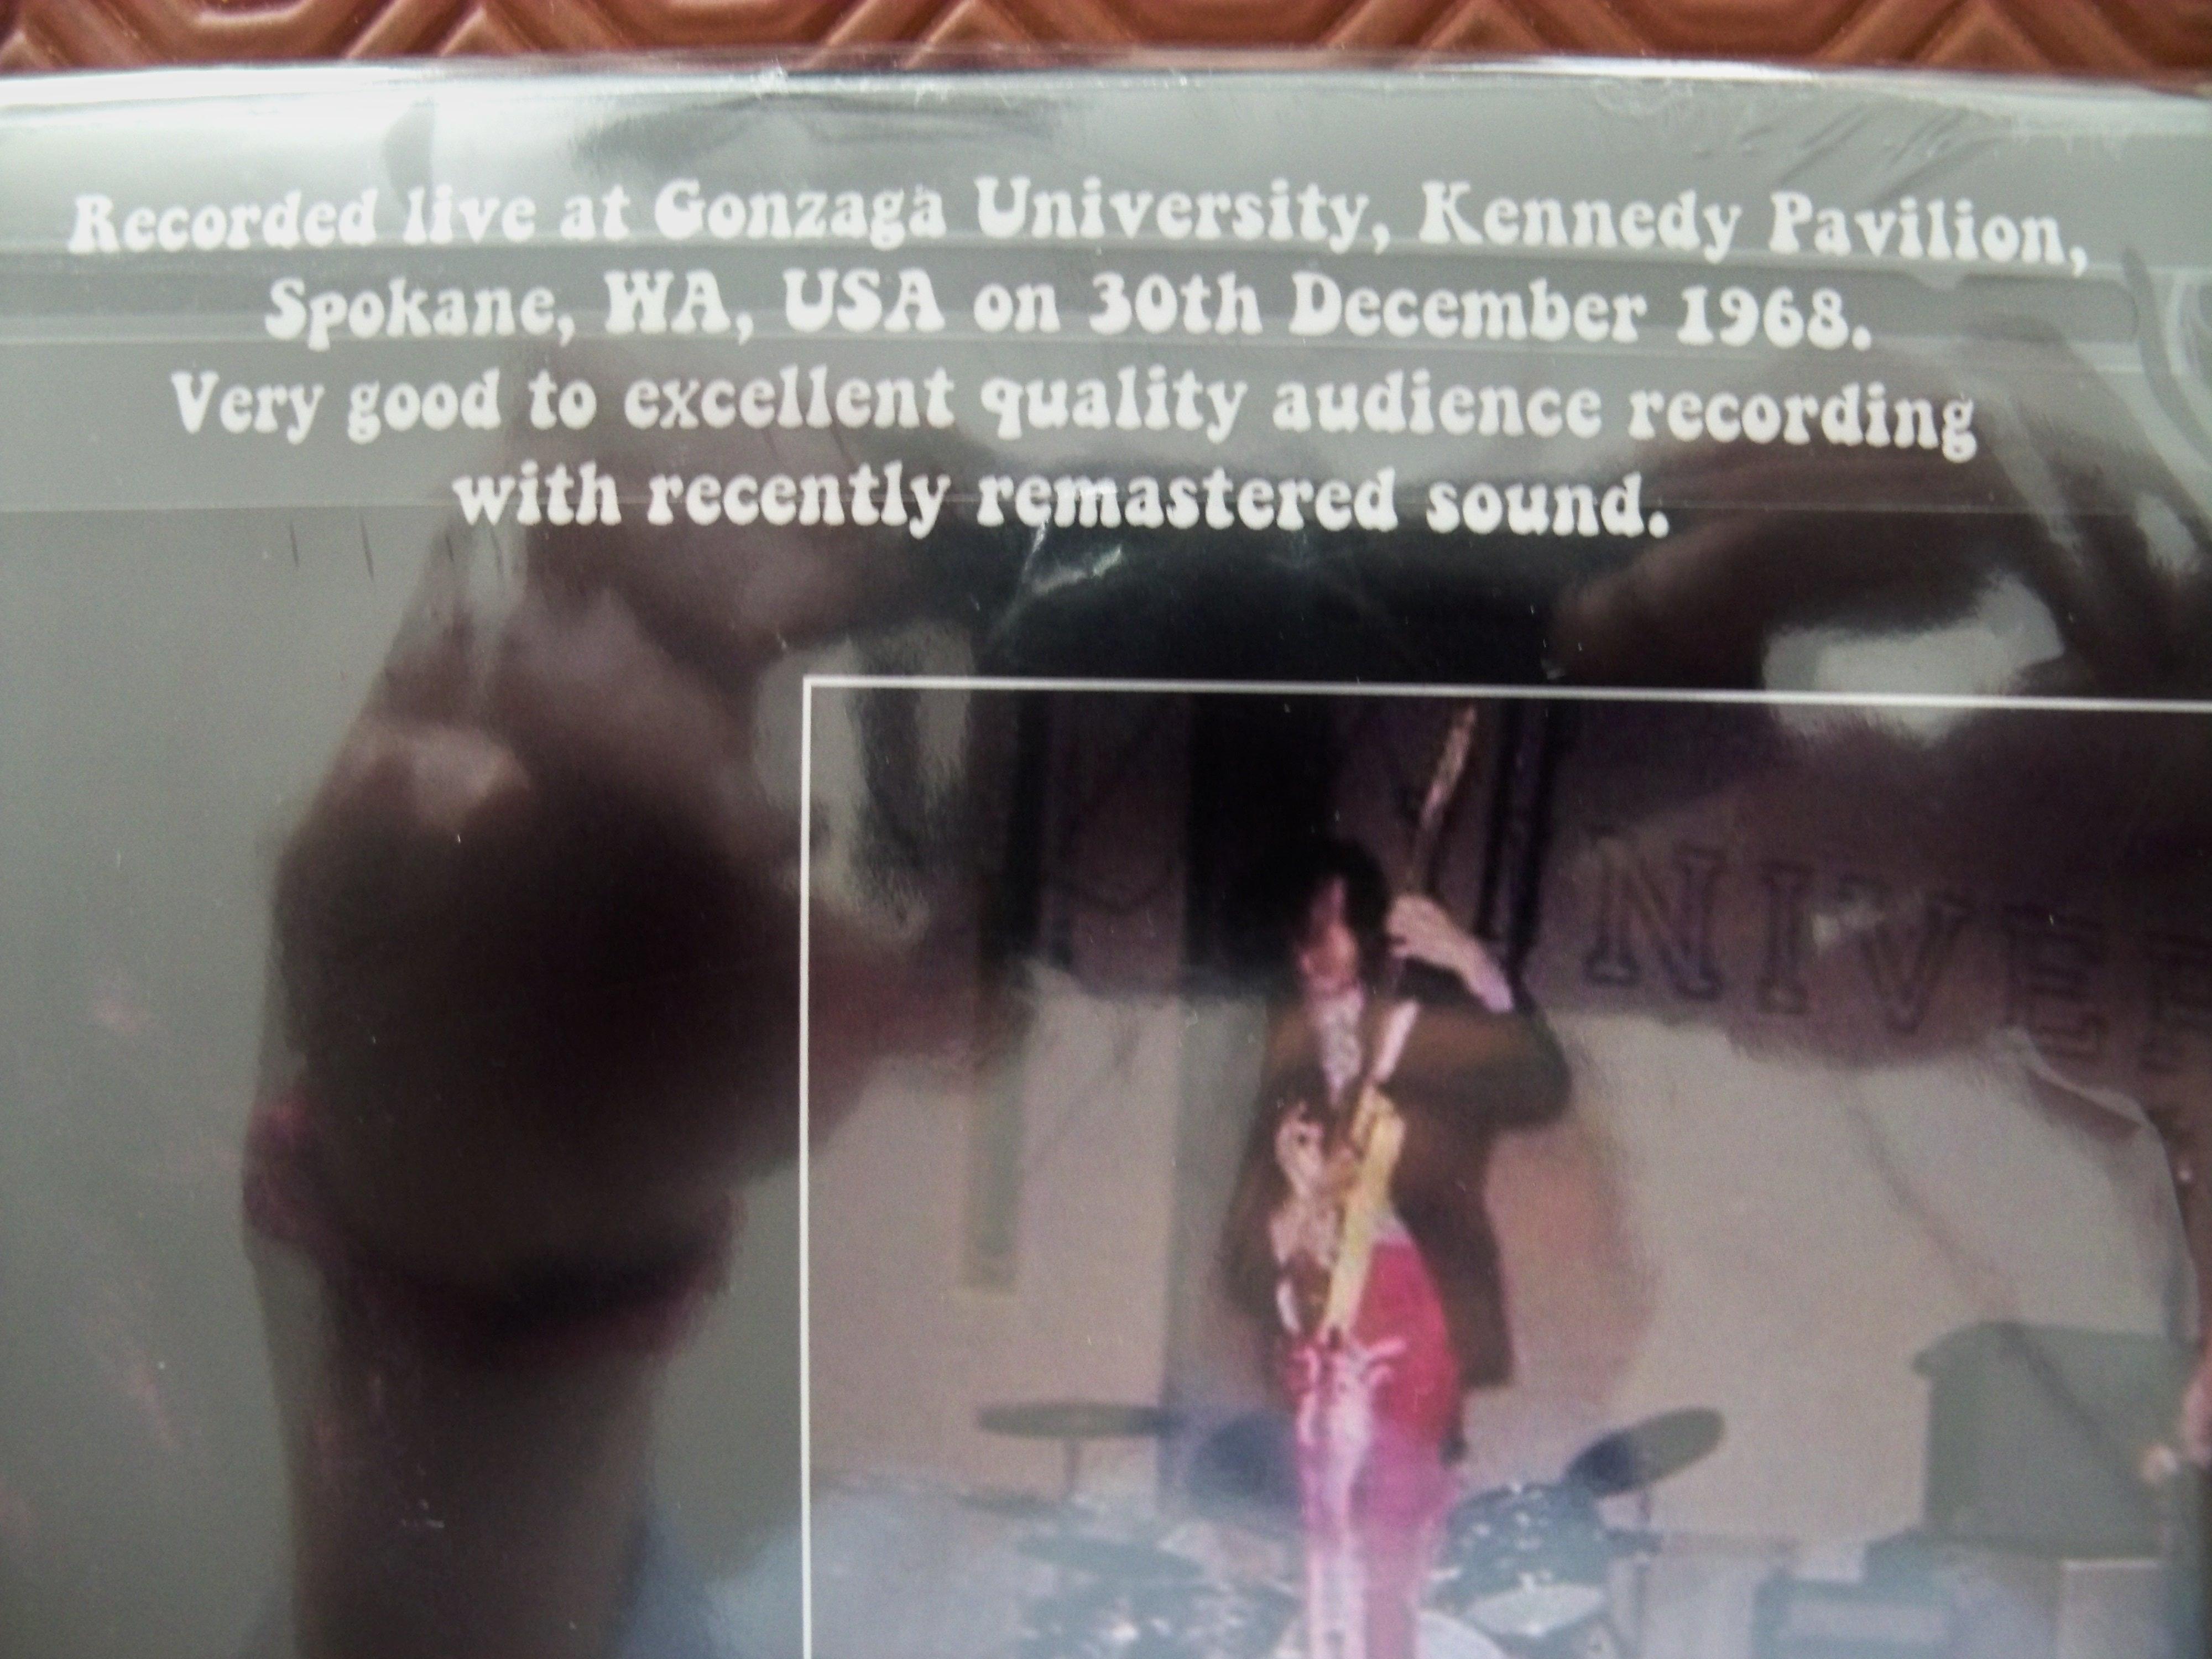 Recorded live at Gonzaga University, Kennedy Pavilion,
Spokane, WA, USA on 30th December 1968.
Very good to excellent quality audience recording
with recently remastered sound.
NIVER